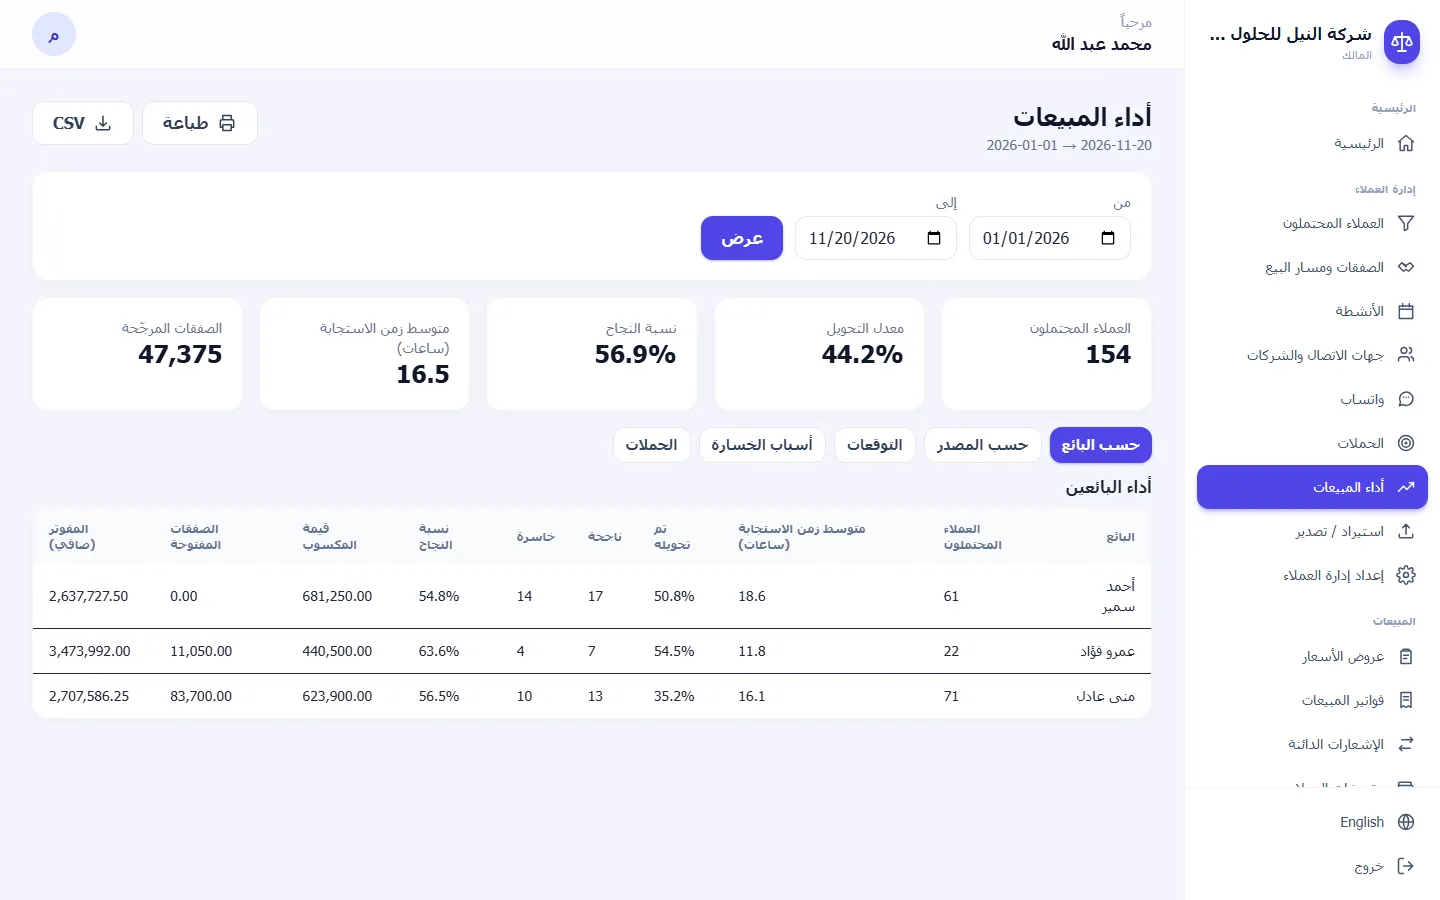 شركة النيل للحلول ...
المالك
الرئيسية
الرئيسية
إدارة العملاء
العملاء المحتملون
الصفقات ومسار البيع
الأنشطة
جهات الاتصال والشركات
واتساب
الحملات
أداء المبيعات
استيراد / تصدير
إعداد إدارة العملاء
المبيعات
عروض الأسعار
فواتير المبيعات
الإشعارات الدائنة
English
خروج
مرحباً
محمد عبد الله
م
أداء المبيعات
2026-01-01 → 2026-11-20
طباعة
CSV
من
إلى
01/01/2026
11/20/2026
عرض
العملاء المحتملون
154
معدل التحويل
44.2%
نسبة النجاح
56.9%
متوسط زمن الاستجابة
(ساعات)
16.5
الصفقات المرجّحة
47,375
حسب البائع
حسب المصدر
التوقعات
أسباب الخسارة
الحملات
أداء البائعين
البائع العملاء المحتملون متوسط زمن الاستجابة (ساعات) تم تحويله ناجحة خاسرة نسبة النجاح قيمة المكسوب الصفقات المفتوحة المفوتر (صافي)
أحمد سمير 61 18.6 50.8% 17 14 54.8% 681,250.00 0.00 2,637,727.50
عمرو فؤاد 22 11.8 54.5% 7 4 63.6% 440,500.00 11,050.00 3,473,992.00
منى عادل 71 16.1 35.2% 13 10 56.5% 623,900.00 83,700.00 2,707,586.25